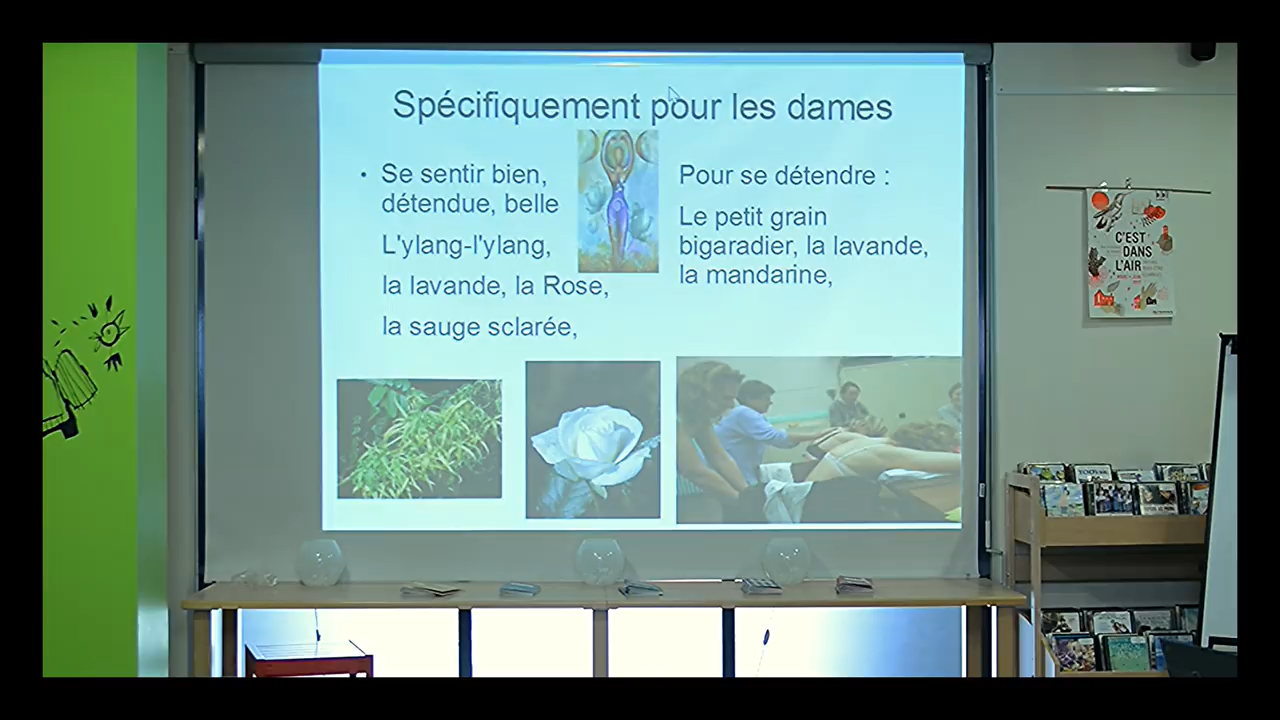 Spécifiquement pour les dames
• Se sentir bien,
détendue, belle
L'ylang-l'ylang,
la lavande, la Rose,
la sauge sclarée,
Pour se détendre :
Le petit grain
bigaradier, la lavande,
la mandarine,
C'EST
DANS
L'AIR